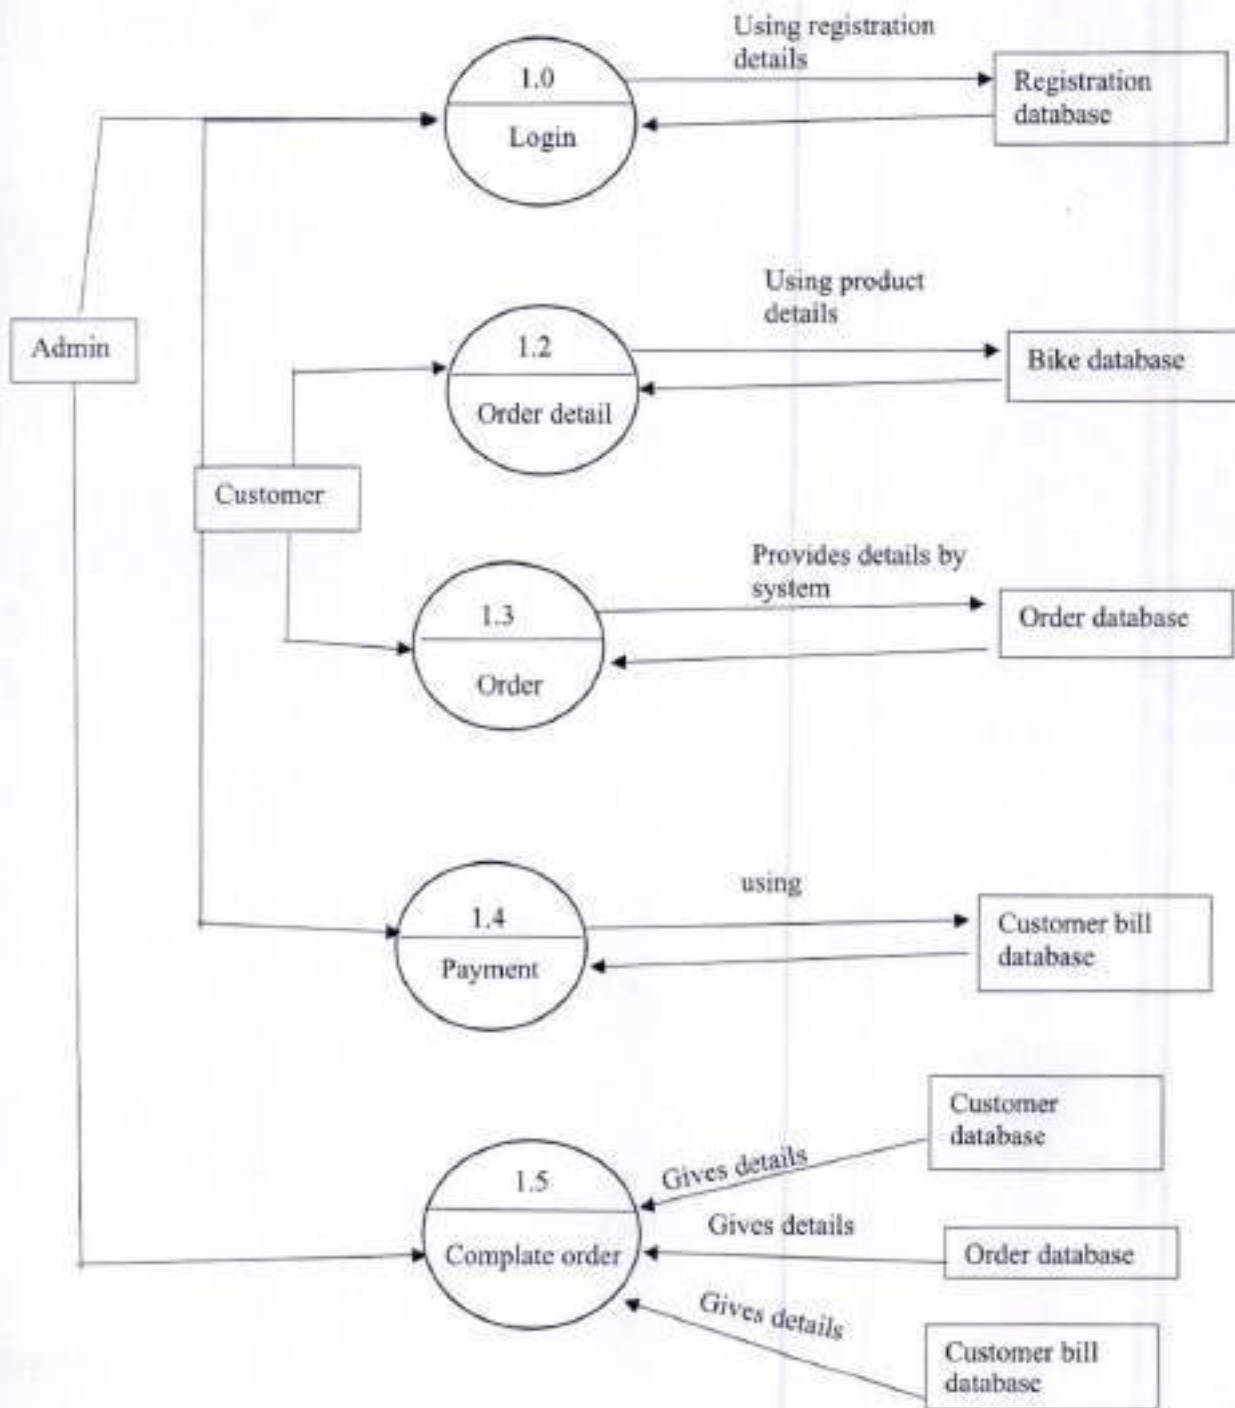 Using registration
details
1.0
Login
Registration
database
Using product
details
Admin
1.2
Order detail
Bike database
Customer
Provides details by
system
1.3
Order
Order database
using
1.4
Payment
Customer bill
database
Customer
database
Gives details
1.5
Complate order
Gives details
Order database
Gives details
Customer bill
database